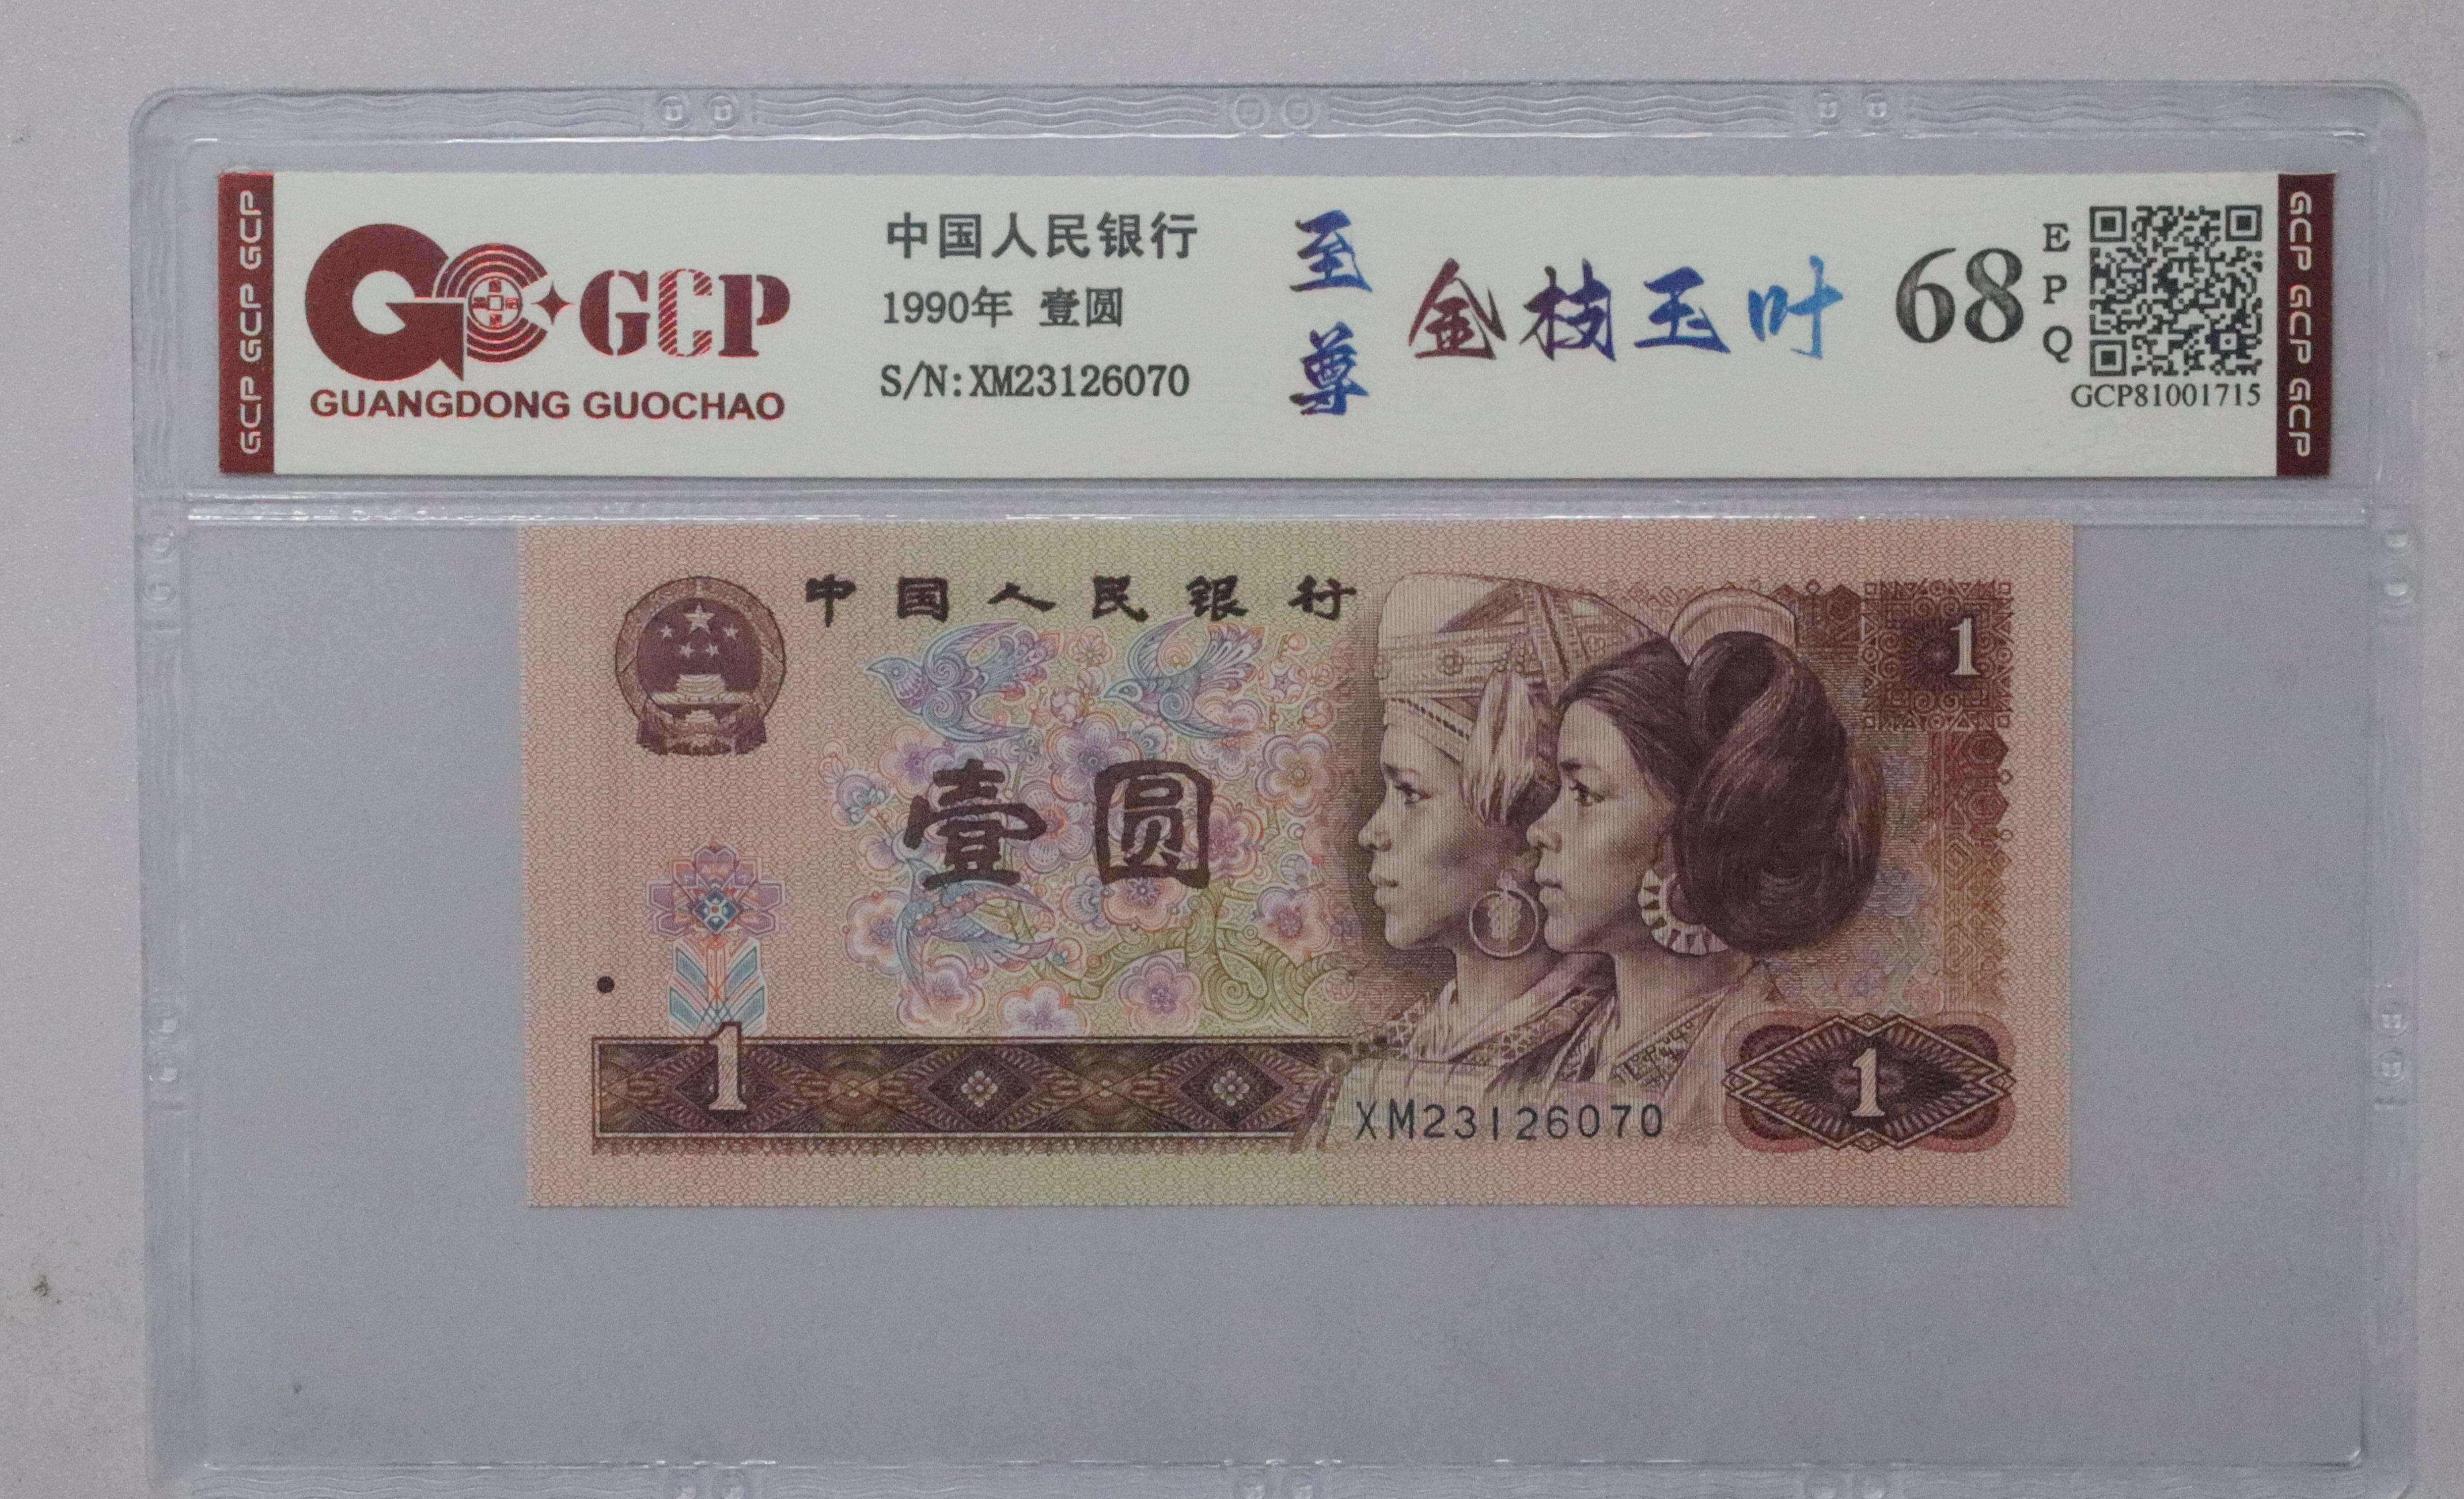 GCP GCP GCP
GCP
GUANGDONG GUOCHAO
中国人民银行
1990年 壹圆
S/N:XM23126070
至尊
金枝玉叶
68
EPQ
GCP81001715
GCP GCP GCP
中国人民银行
1
壹圆
1
XM23126070
1